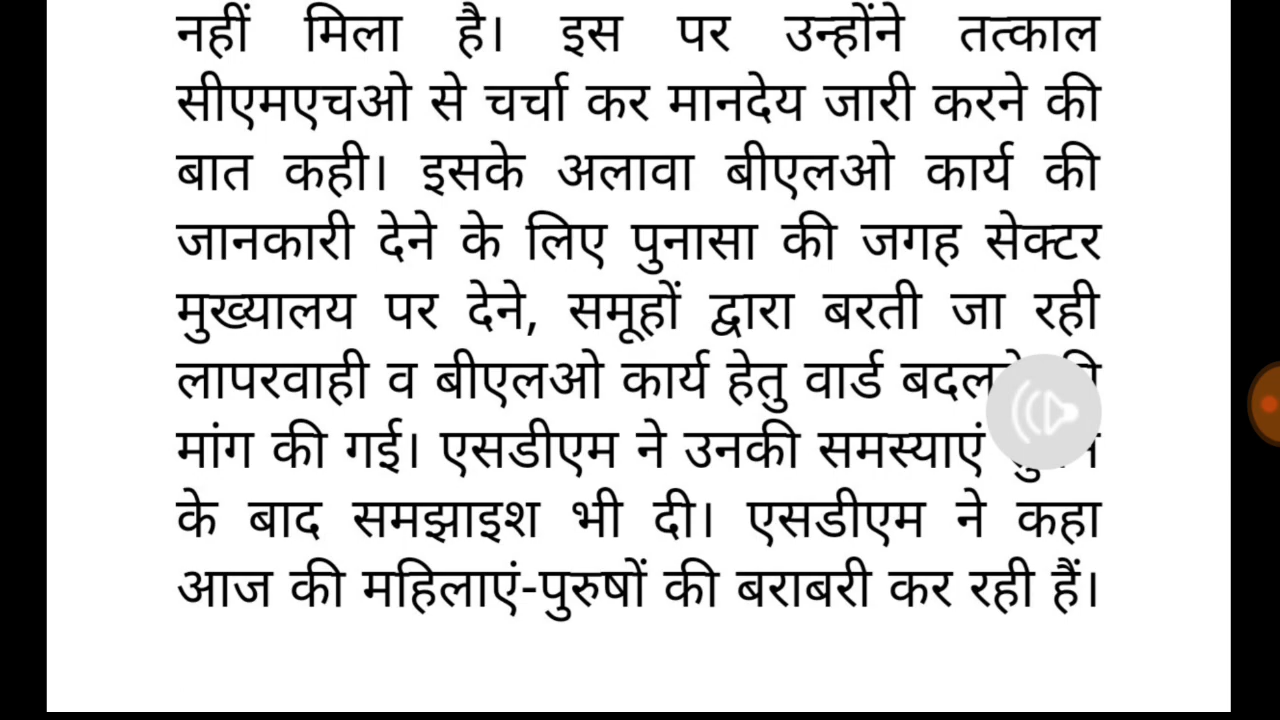 नहीं मिला है। इस पर उन्होंने तत्काल
सीएमएचओ से चर्चा कर मानदेय जारी करने की
बात कही। इसके अलावा बीएलओ कार्य की
जानकारी देने के लिए पुनासा की जगह सेक्टर
मुख्यालय पर देने, समूहों द्वारा बरती जा रही
लापरवाही व बीएलओ कार्य हेतु वार्ड
मांग की गई। एसडीएम ने उनकी समस्याएं
के बाद समझाइश भी दी। एसडीएम ने कहा
आज की महिलाएं-पुरुषों की बराबरी कर रही हैं।